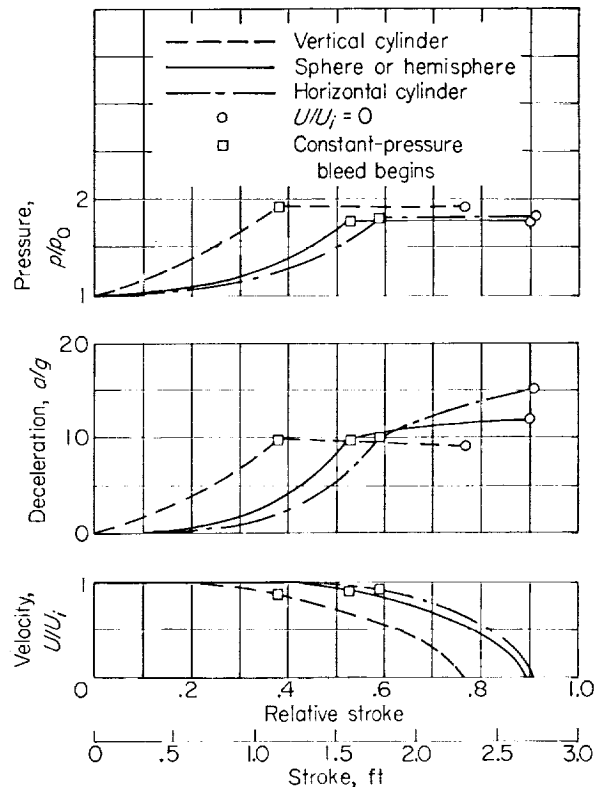 3
2
1
Pressure,
p/p₀
Vertical cylinder
Sphere or hemisphere
Horizontal cylinder
U/Uᵢ = 0
Constant-pressure
bleed begins
20
10
0
Deceleration, a/g
1
0
Velocity,
U/Uᵢ
.2 .4 .6 .8 1.0
Relative stroke
0 .5 1.0 1.5 2.0 2.5 3.0
Stroke, ft